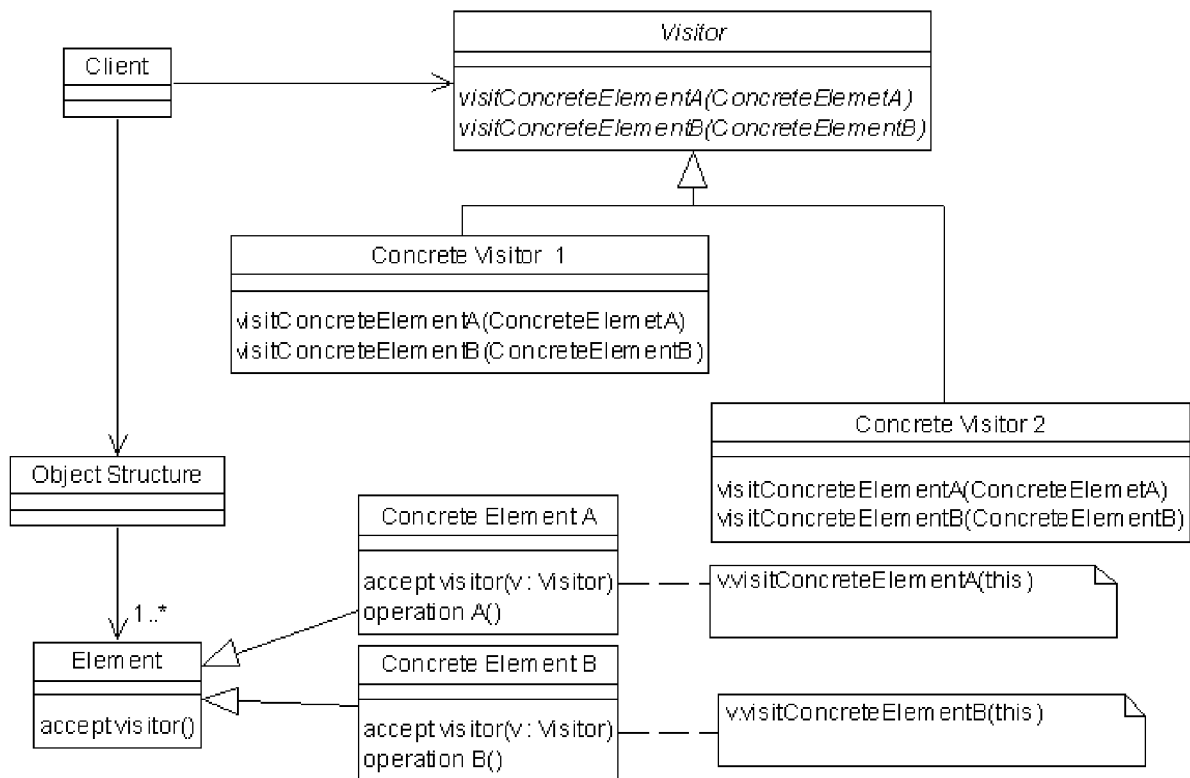 Visitor
visitConcreteElementA(ConcreteElemetA)
visitConcreteElementB(ConcreteElementB)
Client
Concrete Visitor 1
visitConcreteElementA(ConcreteElemetA)
visitConcreteElementB(ConcreteElementB)
Concrete Visitor 2
visitConcreteElementA(ConcreteElemetA)
visitConcreteElementB(ConcreteElementB)
Object Structure
1..*
Element
accept visitor()
Concrete Element A
accept visitor(v : Visitor)
operation A()
v.visitConcreteElementA(this)
Concrete Element B
accept visitor(v : Visitor)
operation B()
v.visitConcreteElementB(this)